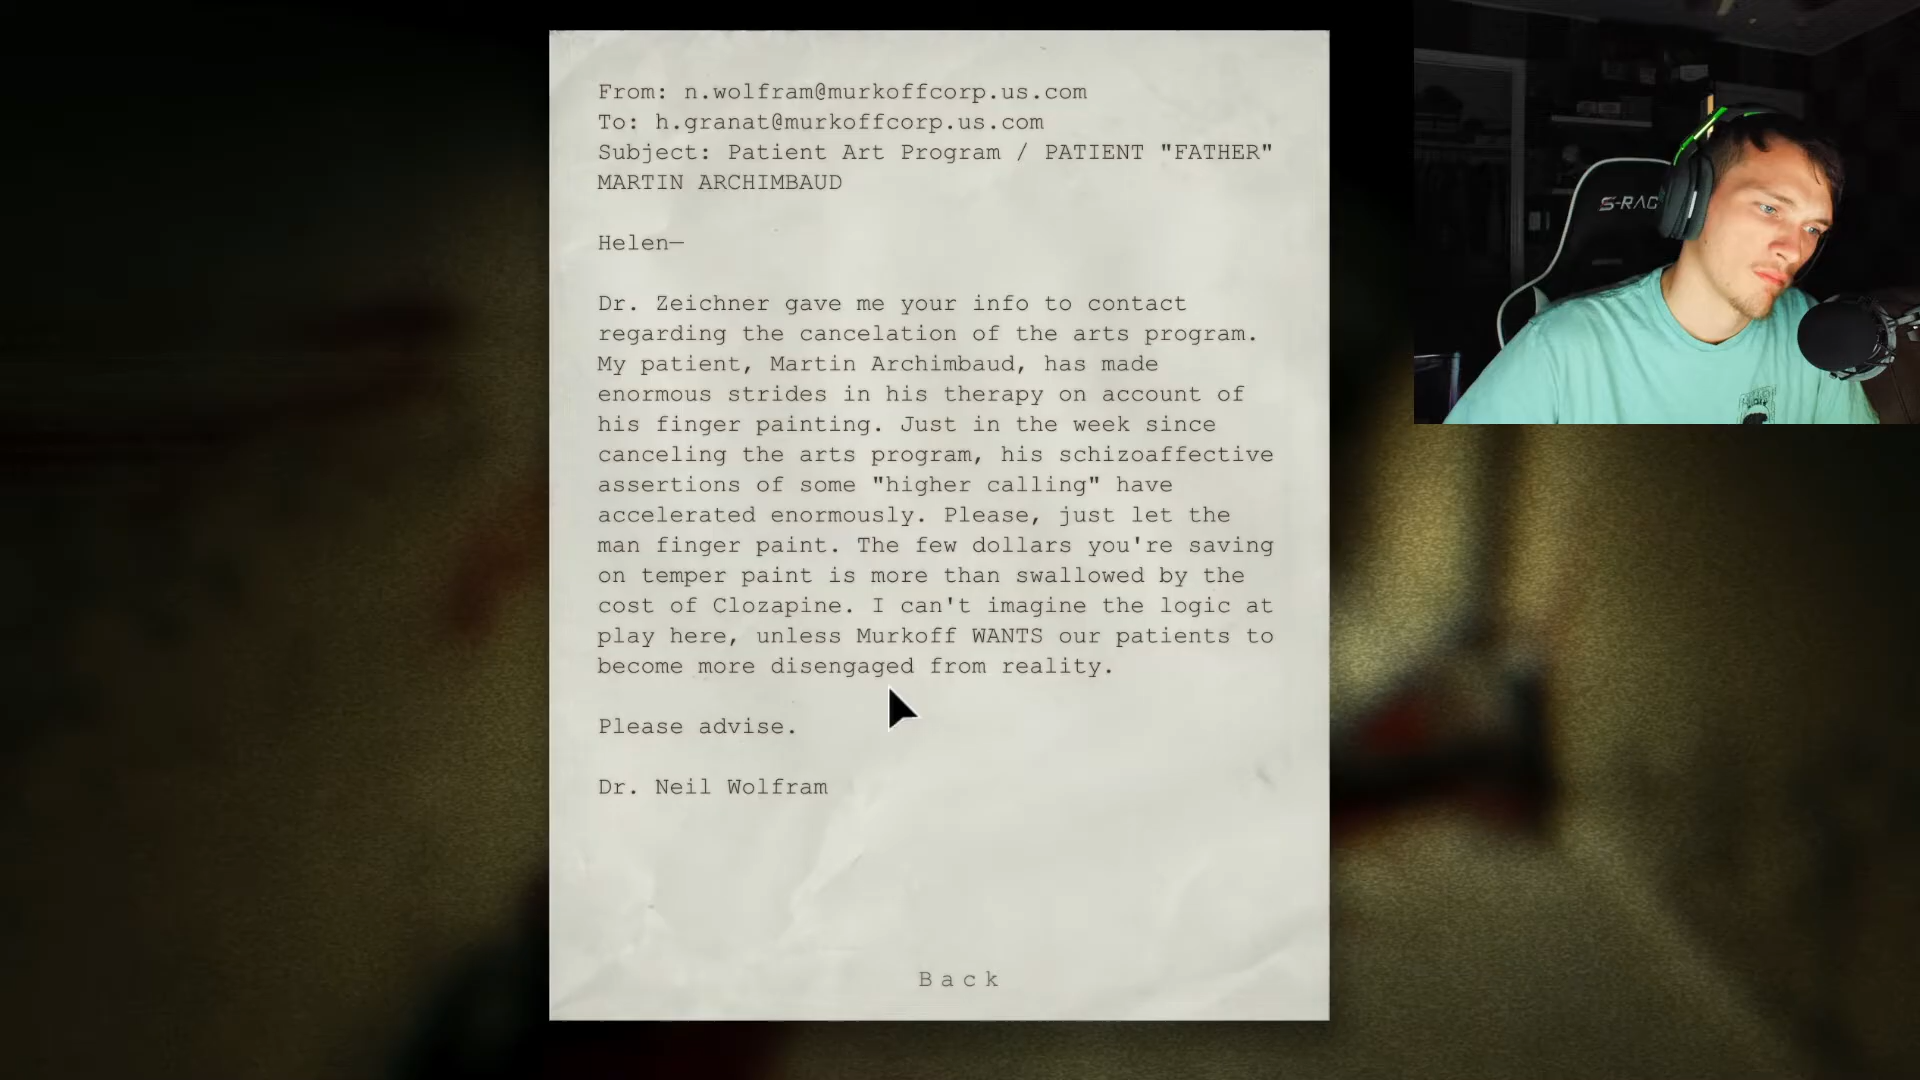 From: n.wolfram@murkoffcorp.us.com
To: h.granat@murkoffcorp.us.com
Subject: Patient Art Program / PATIENT "FATHER"
MARTIN ARCHIMBAUD
Helen—
Dr. Zeichner gave me your info to contact
regarding the cancelation of the arts program.
My patient, Martin Archimbaud, has made
enormous strides in his therapy on account of
his finger painting. Just in the week since
canceling the arts program, his schizoaffective
assertions of some "higher calling" have
accelerated enormously. Please, just let the
man finger paint. The few dollars you're saving
on temper paint is more than swallowed by the
cost of Clozapine. I can't imagine the logic at
play here, unless Murkoff WANTS our patients to
become more disengaged from reality.
Please advise.
Dr. Neil Wolfram
Back
S-RAC